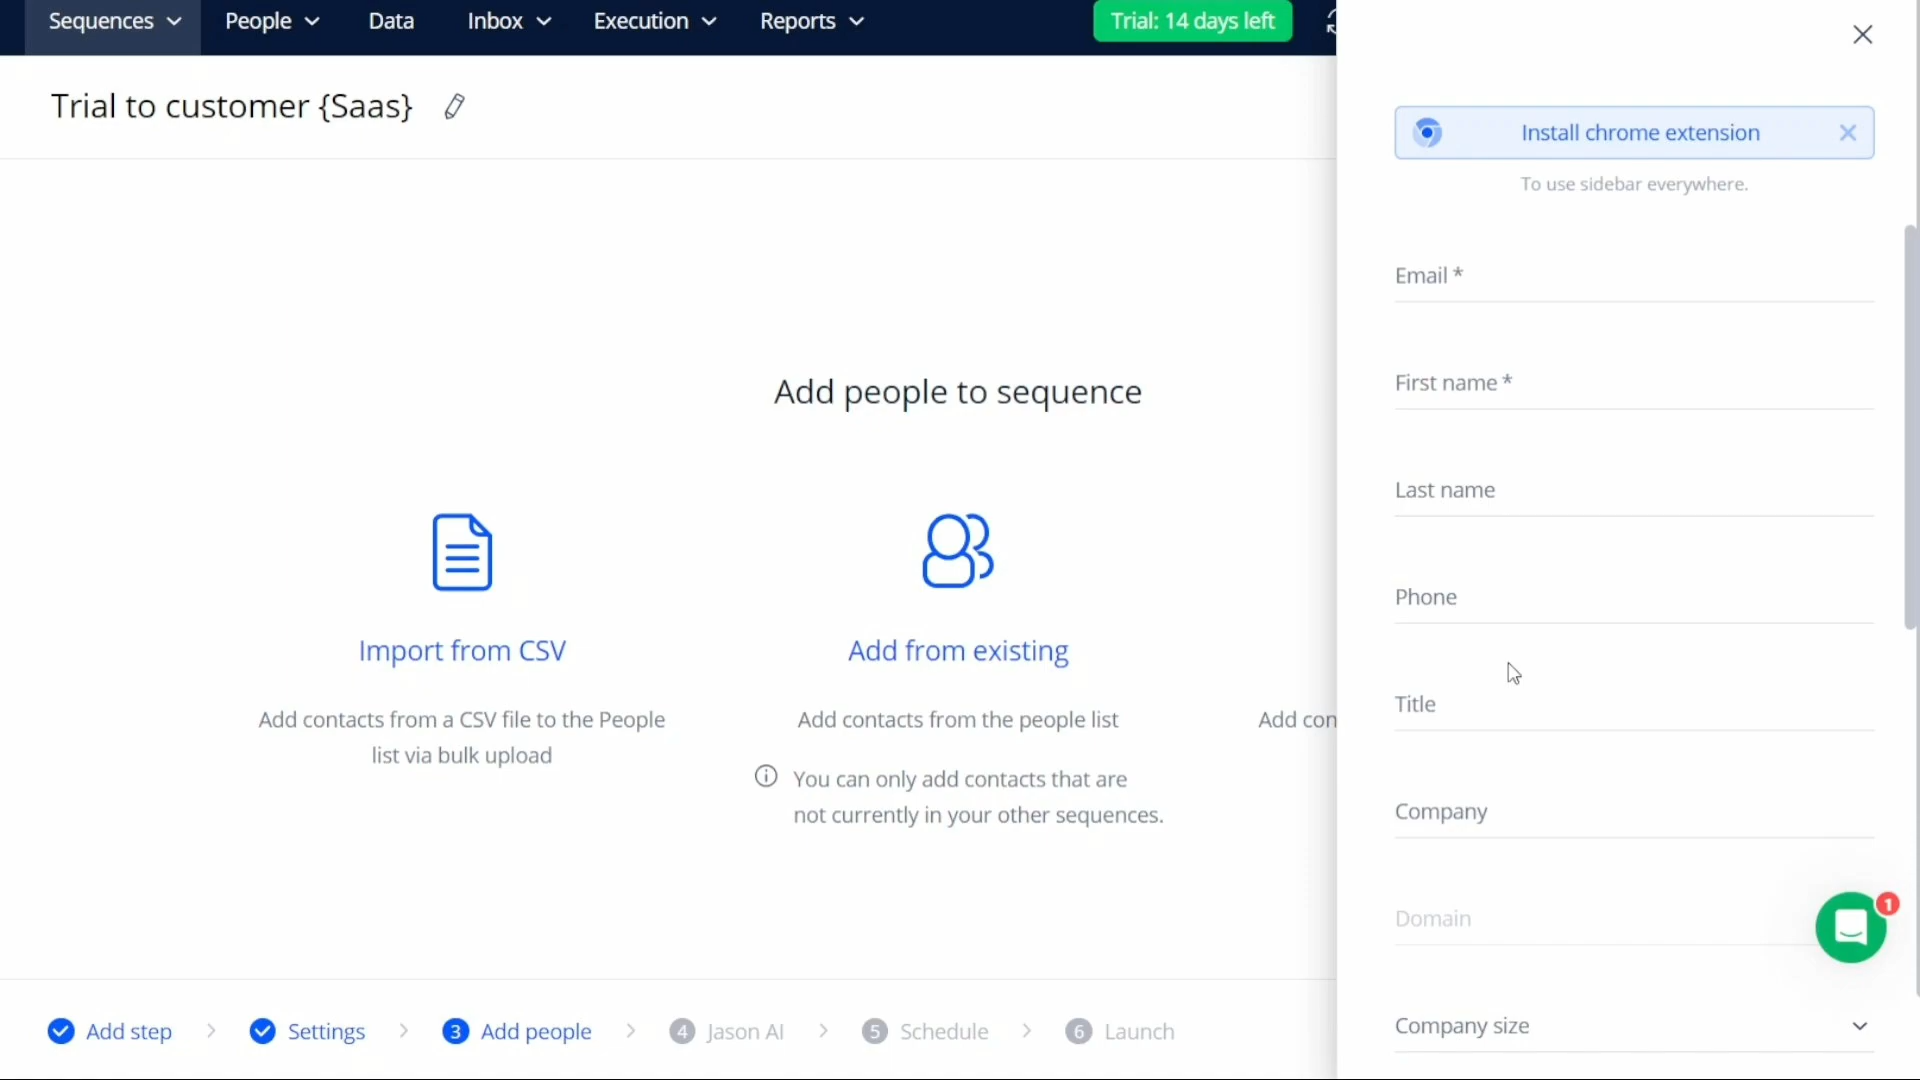 Sequences
People
Data
Inbox
Execution
Reports
Trial: 14 days left
Trial to customer {Saas}
Add people to sequence
Import from CSV
Add contacts from a CSV file to the People
list via bulk upload
Add from existing
Add contacts from the people list
You can only add contacts that are
not currently in your other sequences.
Add con
Add step
Settings
3 Add people
4 Jason AI
5 Schedule
6 Launch
Install chrome extension
To use sidebar everywhere.
Email *
First name *
Last name
Phone
Title
Company
Domain
1
Company size